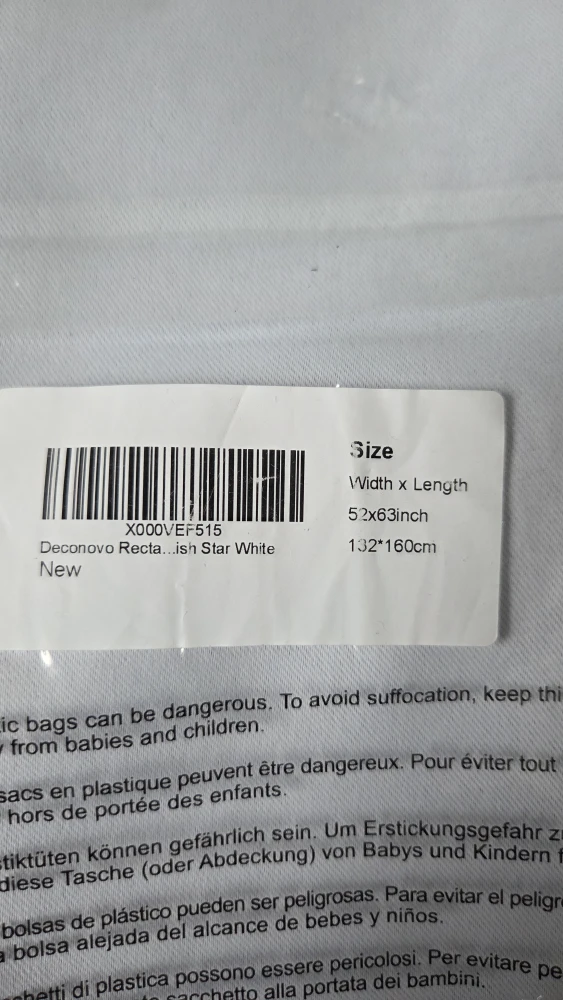 X000VEF515
Deconovo Recta...ish Star White
New
Size
Width x Length
52x63inch
132*160cm
ic bags can be dangerous. To avoid suffocation, keep thi
from babies and children.
sacs en plastique peuvent être dangereux. Pour éviter tout
hors de portée des enfants.
stiktüten können gefährlich sein. Um Erstickungsgefahr z
diese Tasche (oder Abdeckung) von Babys und Kindern f
bolsas de plástico pueden ser peligrosas. Para evitar el peligr
a bolsa alejada del alcance de bebes y niños.
hetti di plastica possono essere pericolosi. Per evitare pe
sacchetto alla portata dei bambini.